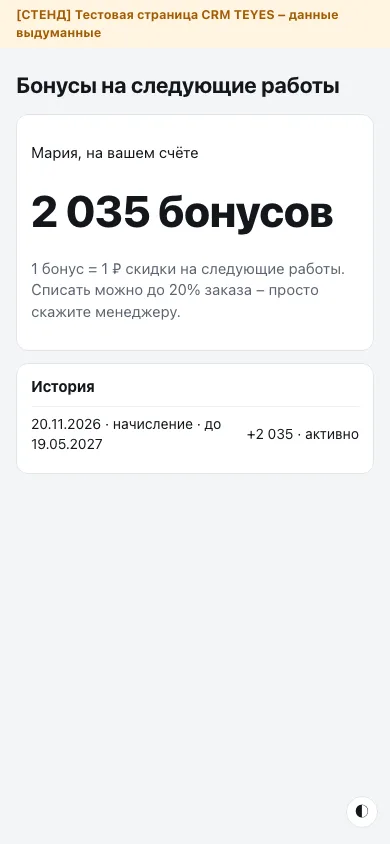 [СТЕНД] Тестовая страница CRM TEYES – данные
выдуманные
Бонусы на следующие работы
Мария, на вашем счёте
2 035 бонусов
1 бонус = 1 ₽ скидки на следующие работы.
Списать можно до 20% заказа – просто
скажите менеджеру.
История
20.11.2026 · начисление · до
19.05.2027
+2 035 · активно